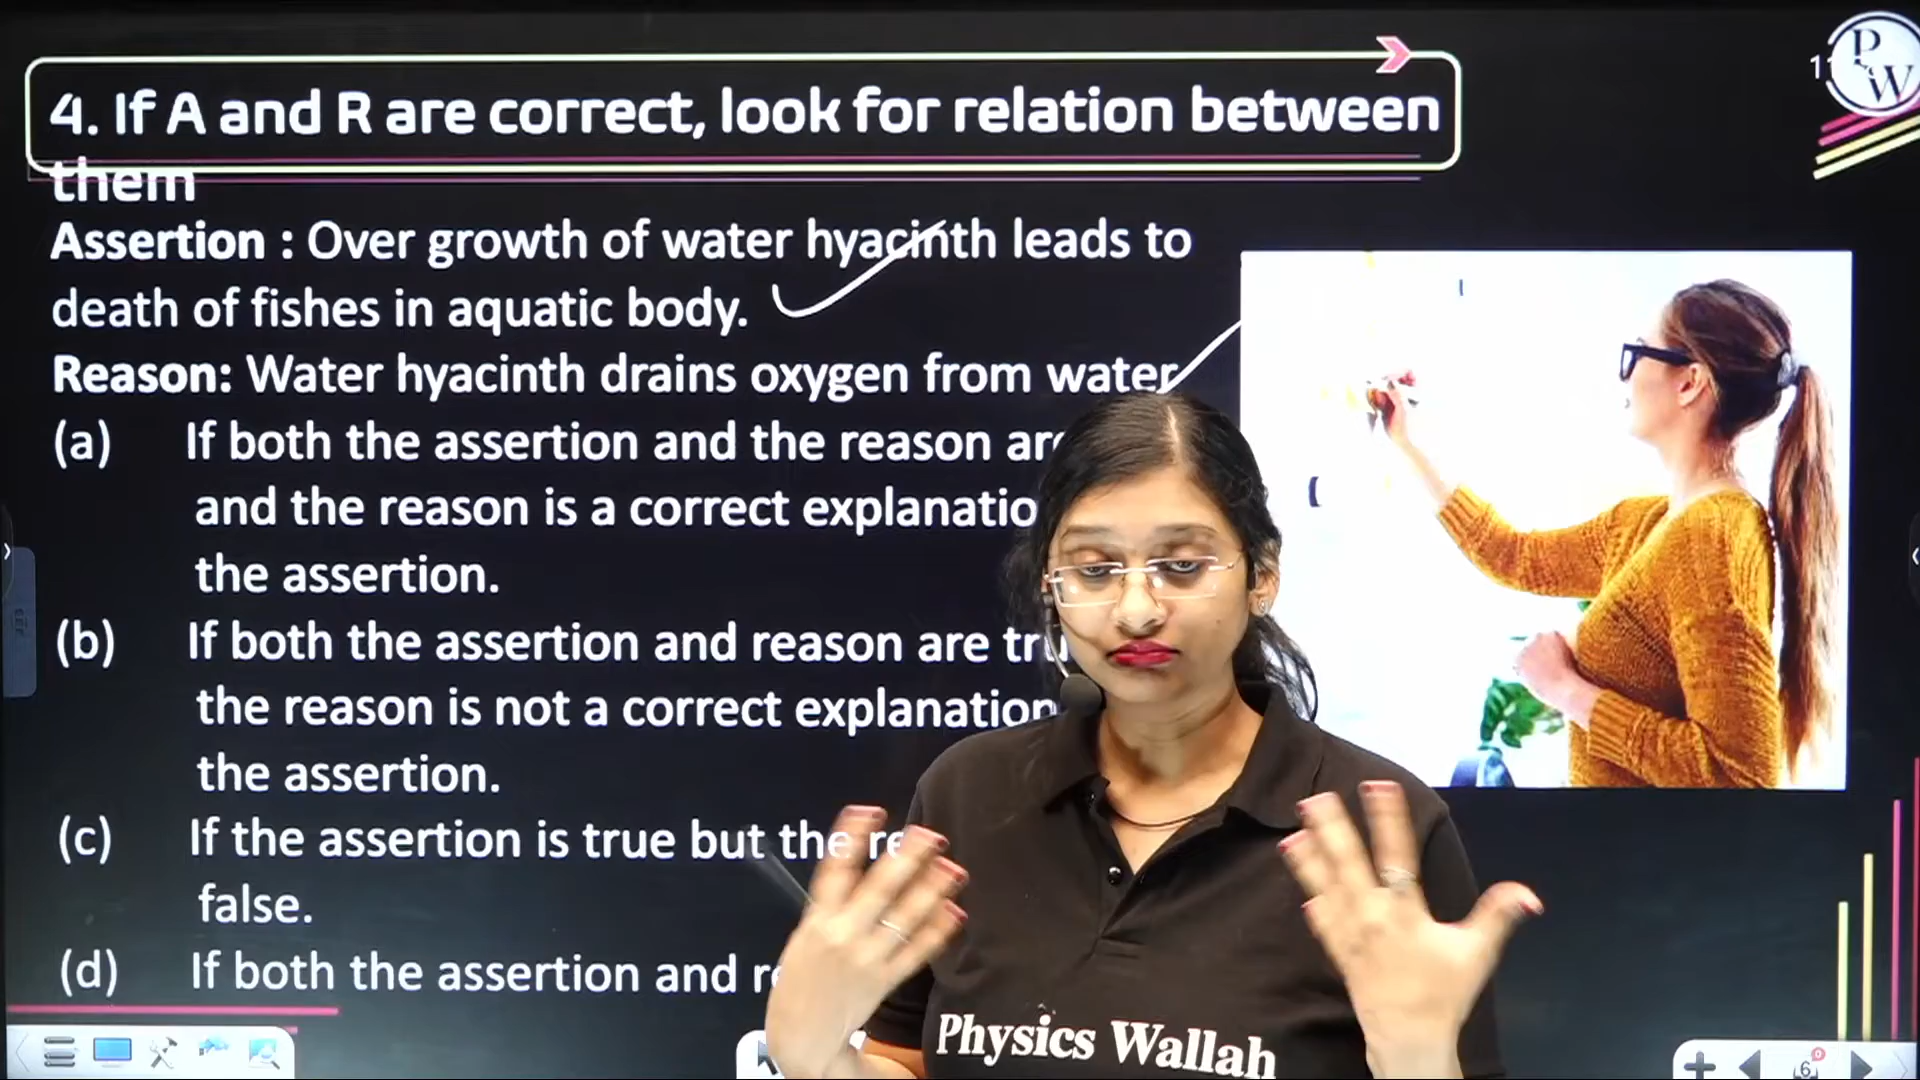 4. If A and R are correct, look for relation between
them
Assertion : Over growth of water hyacinth leads to
death of fishes in aquatic body.
Reason: Water hyacinth drains oxygen from water
(a) If both the assertion and the reason are
and the reason is a correct
the assertion.
(b) If both the assertion and reason are
the reason is not a correct explanation
the assertion.
(c) If the assertion is true but the
false.
(d) If both the assertion and
P
W
Physics Wallah
6
0